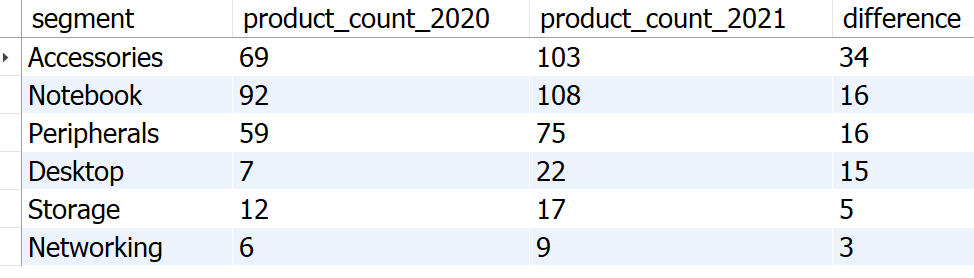 segment product_count_2020 product_count_2021 difference
Accessories 69 103 34
Notebook 92 108 16
Peripherals 59 75 16
Desktop 7 22 15
Storage 12 17 5
Networking 6 9 3